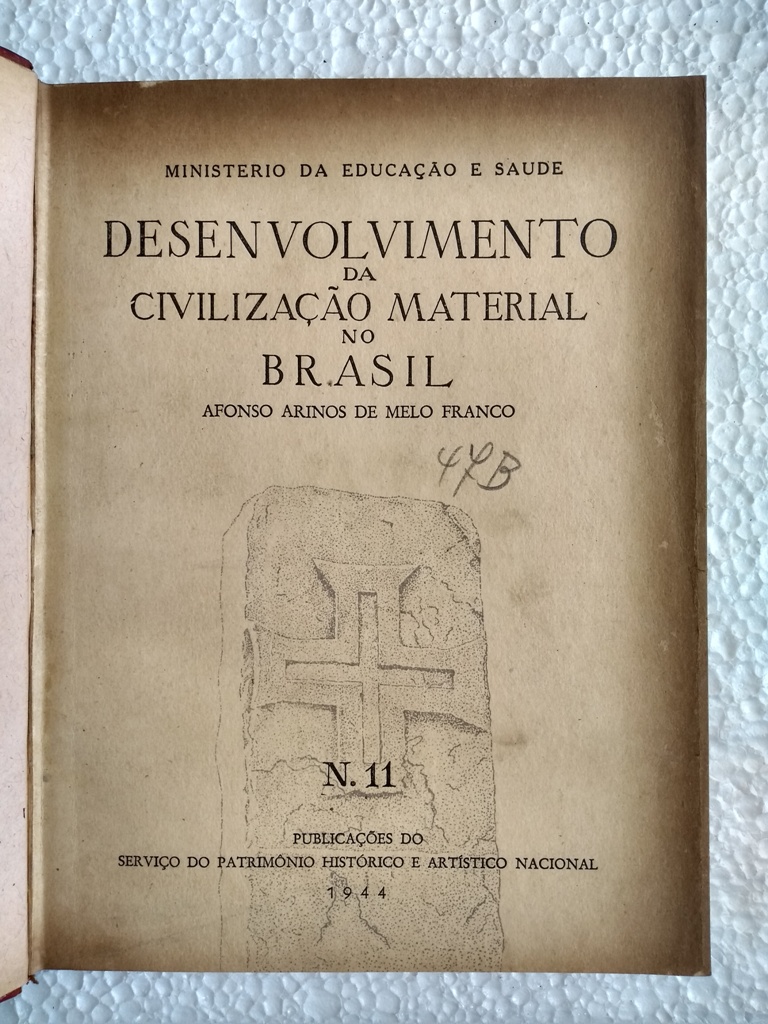 MINISTERIO DA EDUCAÇÃO E SAUDE
DESENVOLVIMENTO
DA
CIVILIZAÇÃO MATERIAL
NO
BRASIL
AFONSO ARINOS DE MELO FRANCO
47B
N. 11
PUBLICAÇÕES DO
SERVIÇO DO PATRIMÔNIO HISTÓRICO E ARTÍSTICO NACIONAL
1944